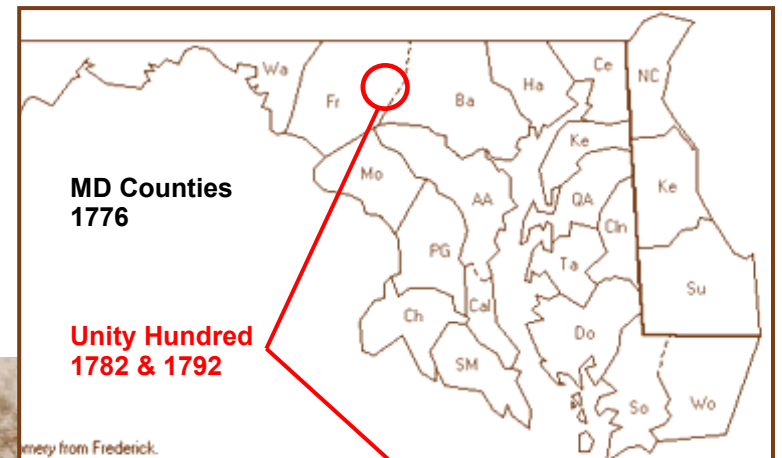 Wa
Fr
Ba
Ha
Ce
NC
MD Counties
1776
Mo
AA
Ke
QA
Cln
Ke
PG
Ta
Su
Ch
Cal
Do
Unity Hundred
1782 & 1792
SM
So
Wo
from Frederick.